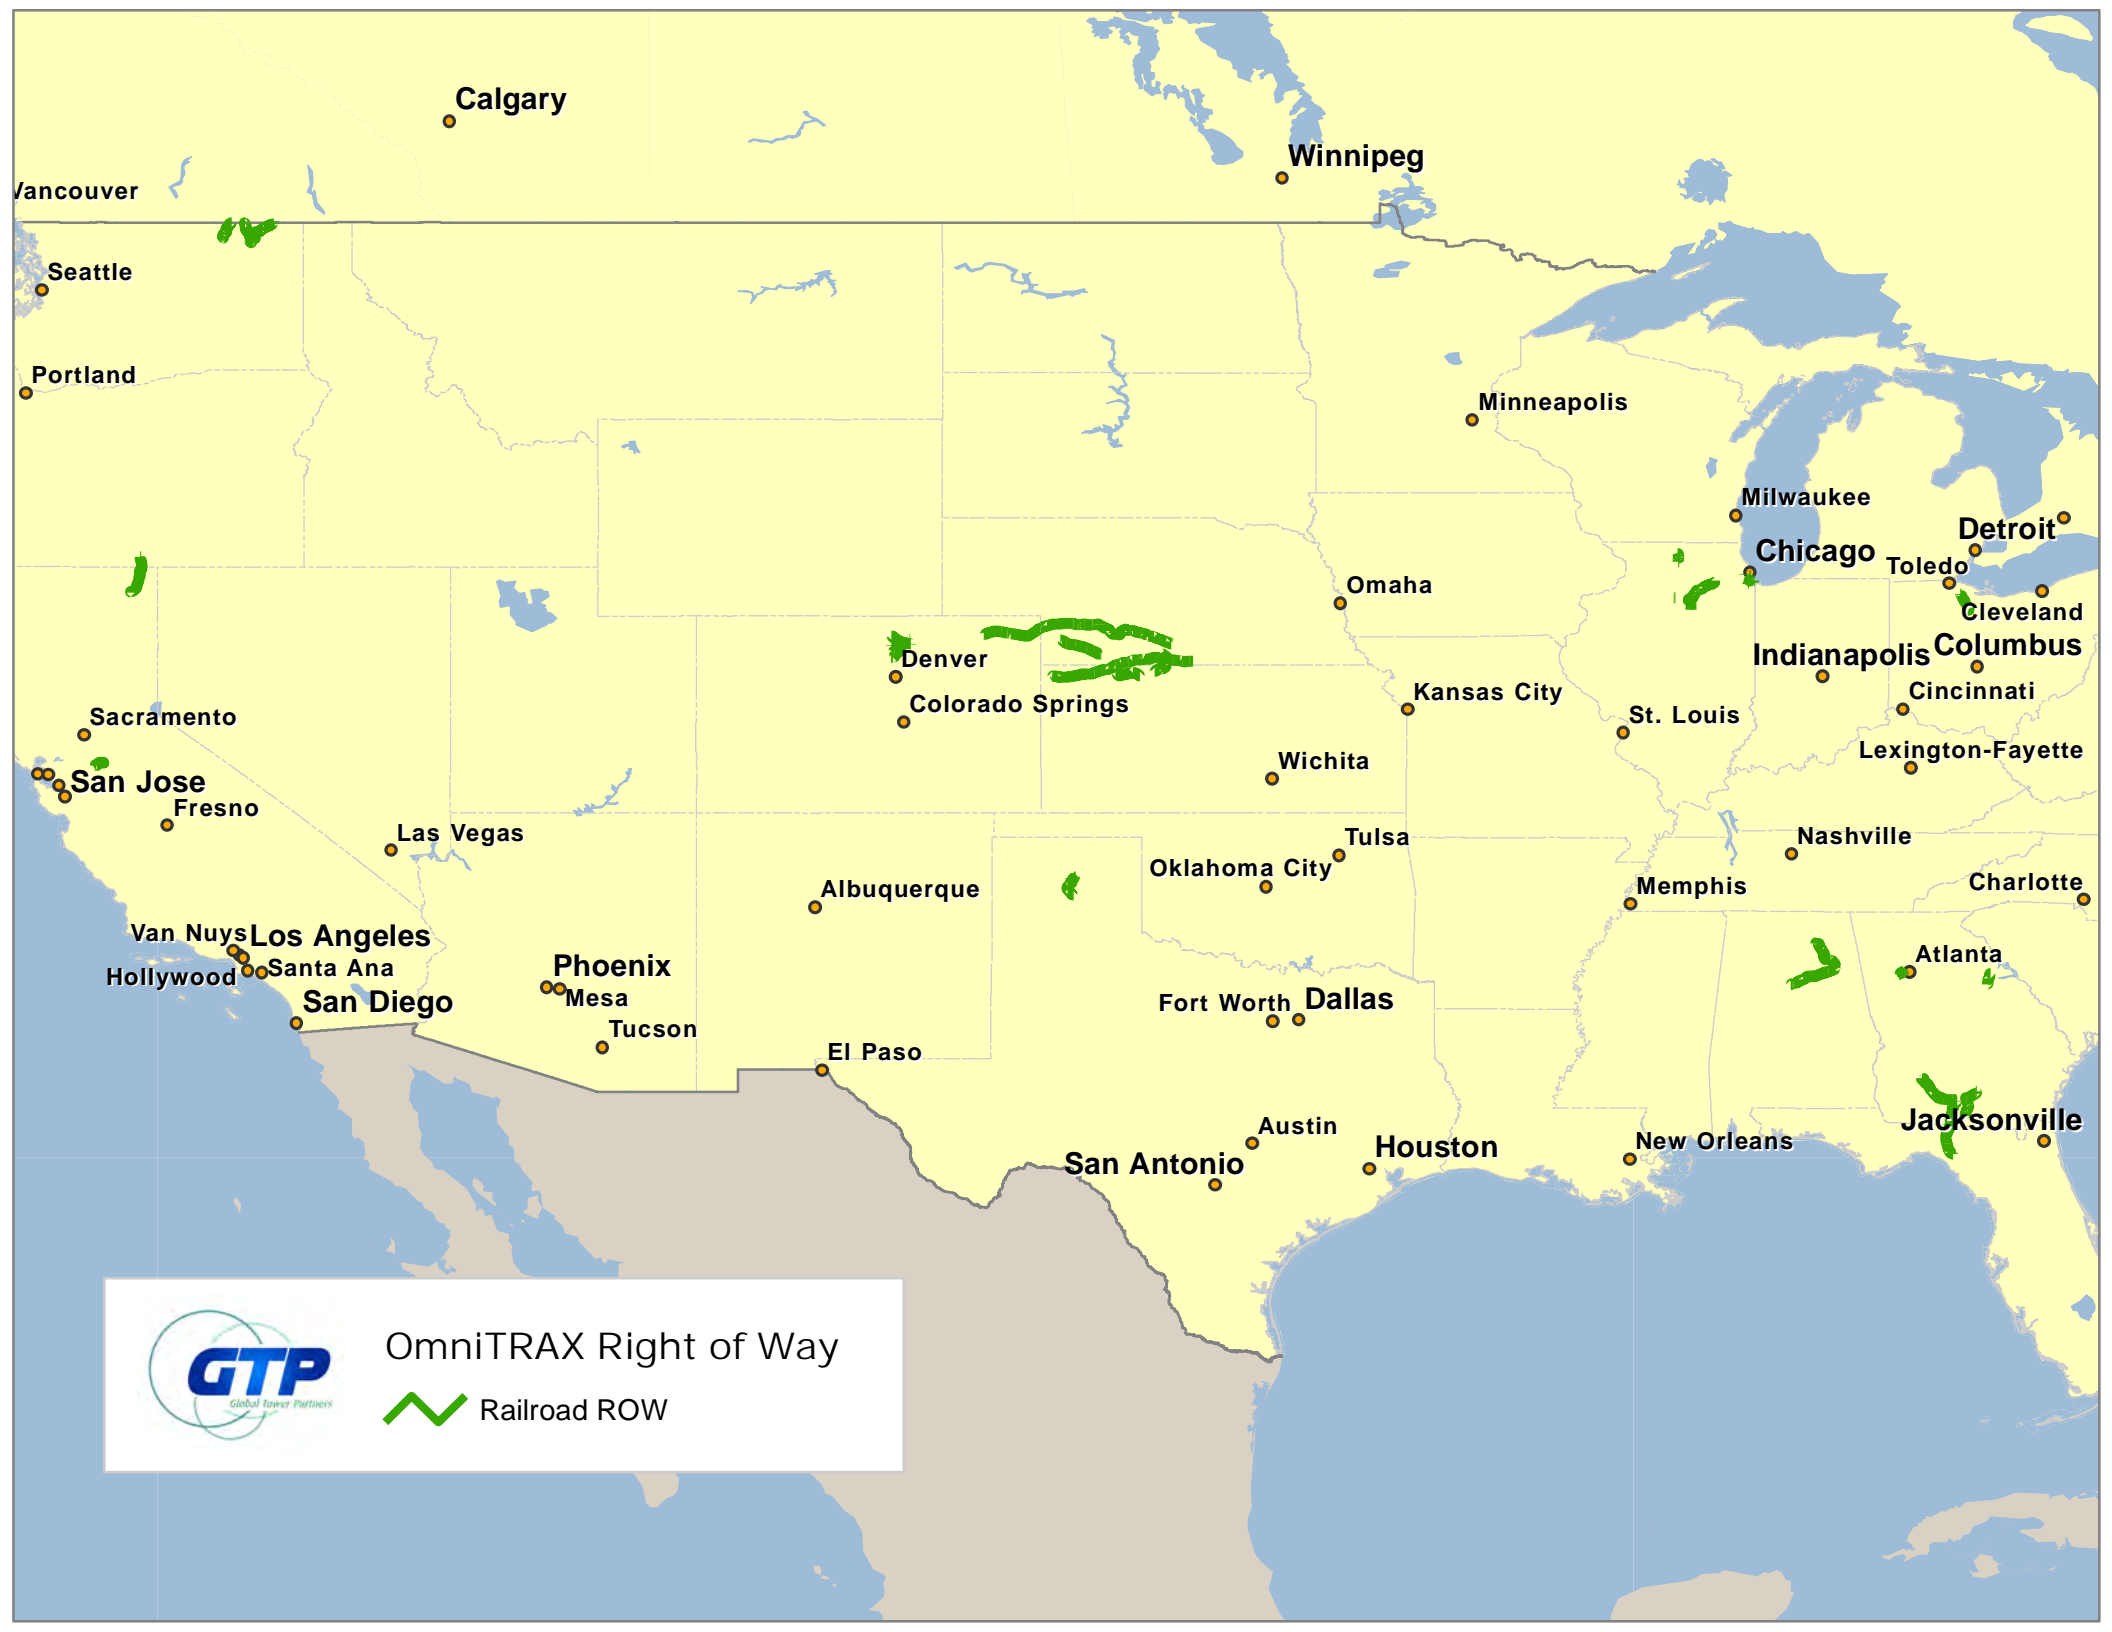 Calgary
Winnipeg
Vancouver
Seattle
Portland
Minneapolis
Milwaukee
Detroit
Chicago
Toledo
Omaha
Cleveland
Columbus
Indianapolis
Denver
Cincinnati
Kansas City
Colorado Springs
St. Louis
Sacramento
Lexington-Fayette
Wichita
San Jose
Fresno
Las Vegas
Tulsa
Nashville
Oklahoma City
Memphis
Charlotte
Albuquerque
Van Nuys
Los Angeles
Atlanta
Phoenix
Santa Ana
Hollywood
Mesa
San Diego
Fort Worth
Dallas
Tucson
El Paso
Jacksonville
Austin
New Orleans
Houston
San Antonio
OmniTRAX Right of Way
GTP
Global Tower Partners
Railroad ROW